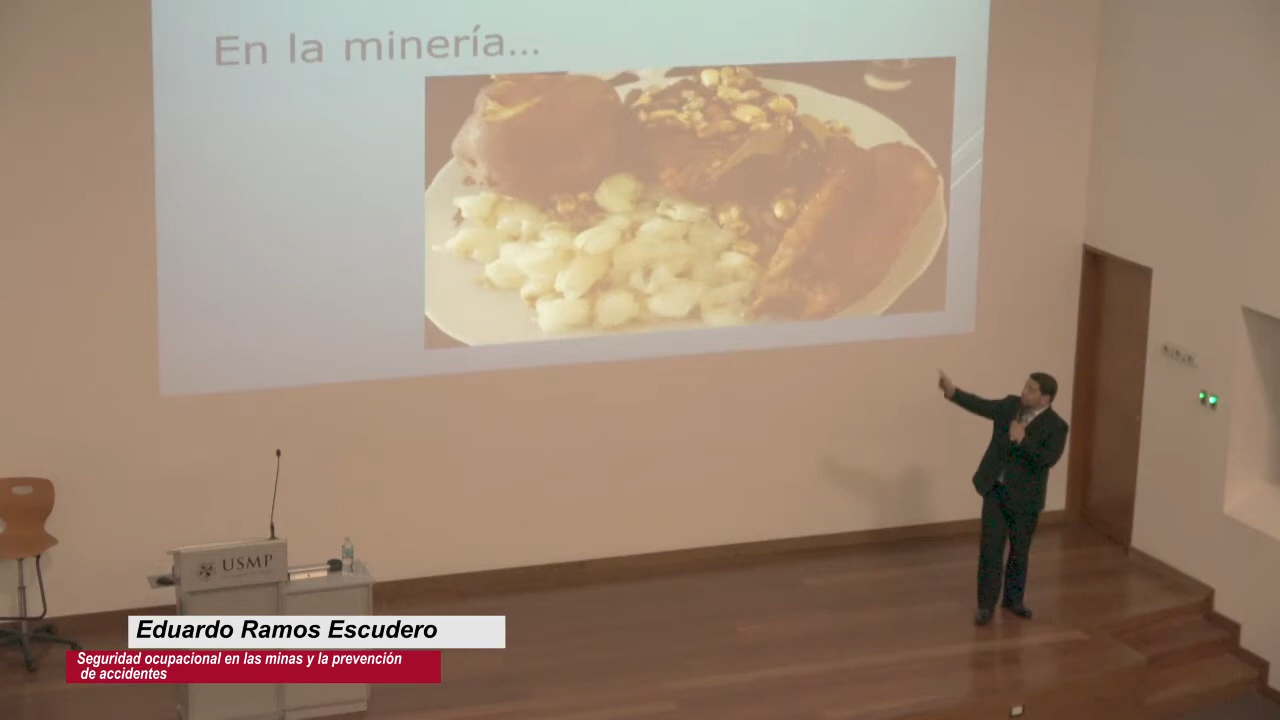 En la minería...
USMP
Eduardo Ramos Escudero
Seguridad ocupacional en las minas y la prevención
de accidentes